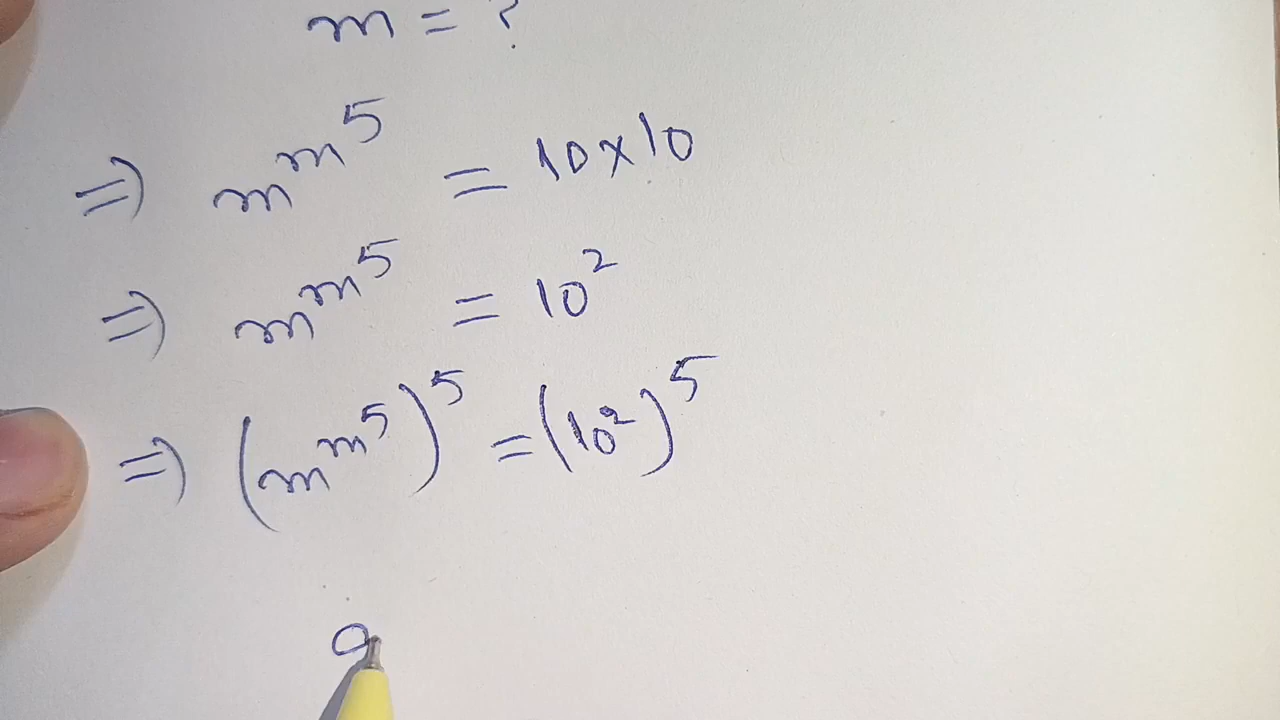 m = ?
⇒ m^{m^5} = 10×10
⇒ m^{m^5} = 10^2
⇒ (m^{m^5})^5 = (10^2)^5